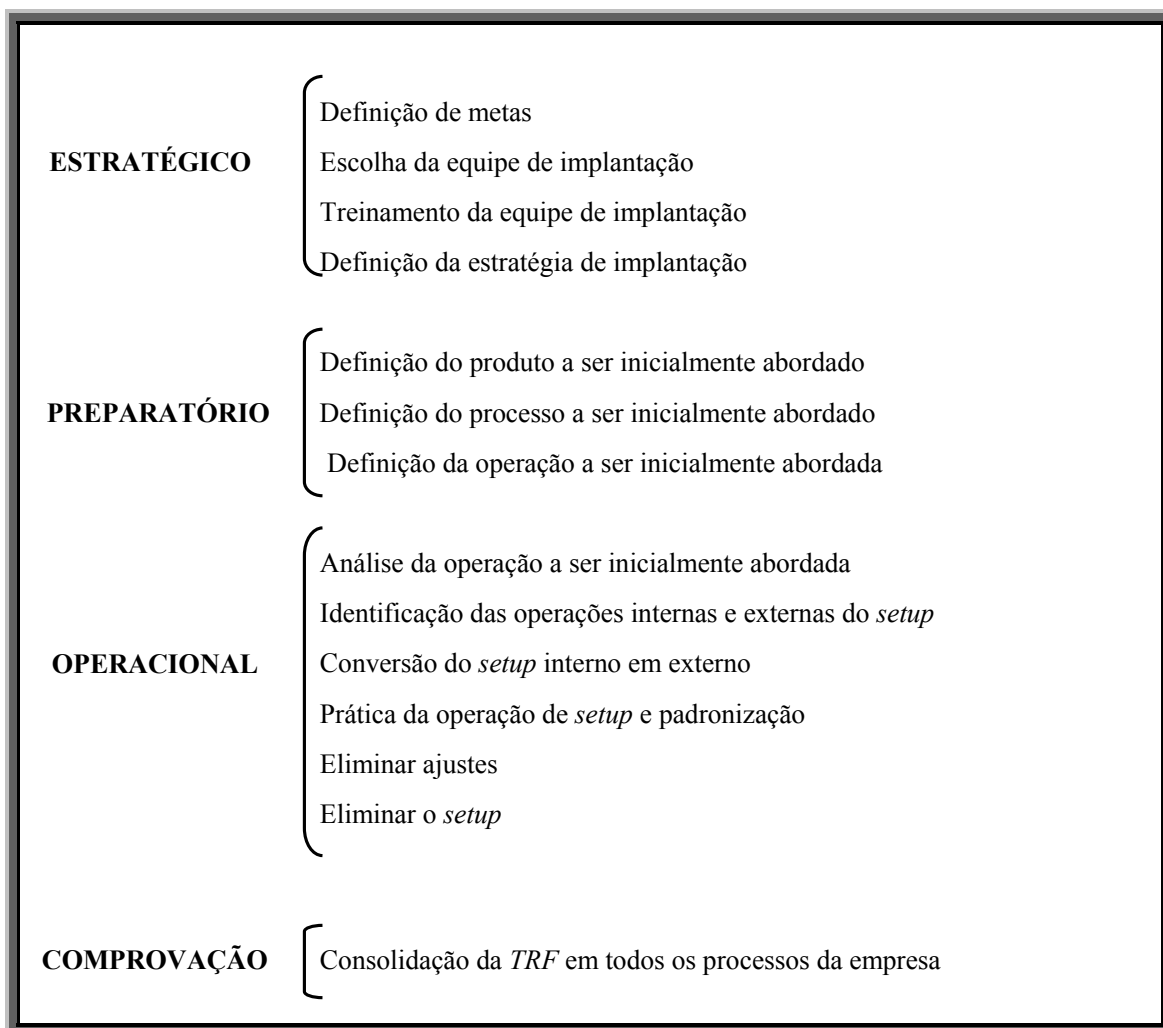 Definição de metas
ESTRATÉGICO Escolha da equipe de implantação
Treinamento da equipe de implantação
Definição da estratégia de implantação
Definição do produto a ser inicialmente abordado
PREPARATÓRIO Definição do processo a ser inicialmente abordado
Definição da operação a ser inicialmente abordada
Análise da operação a ser inicialmente abordada
Identificação das operações internas e externas do setup
OPERACIONAL Conversão do setup interno em externo
Prática da operação de setup e padronização
Eliminar ajustes
Eliminar o setup
COMPROVAÇÃO Consolidação da TRF em todos os processos da empresa